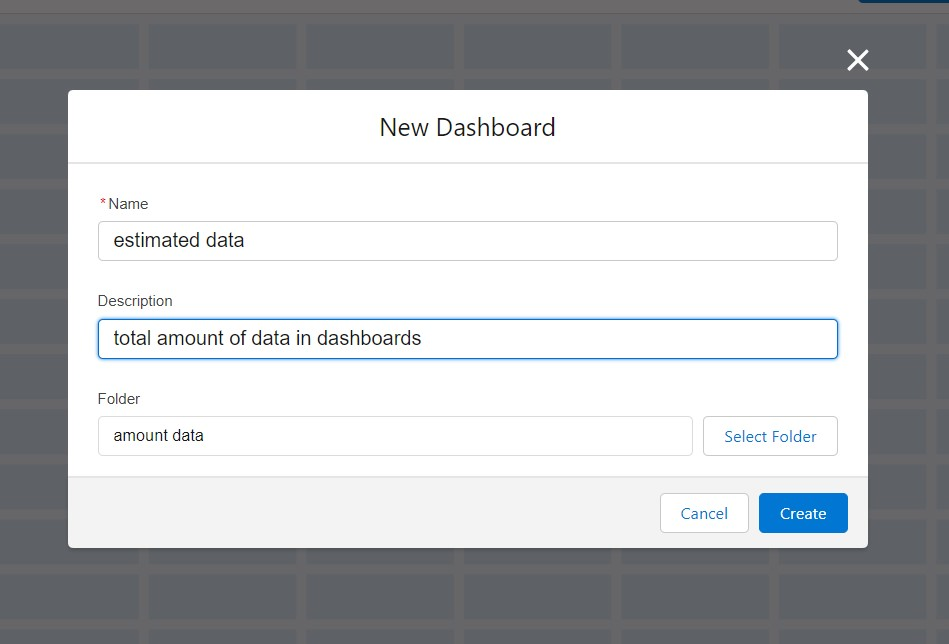 New Dashboard
*Name
estimated data
Description
total amount of data in dashboards
Folder
amount data
Select Folder
Cancel
Create